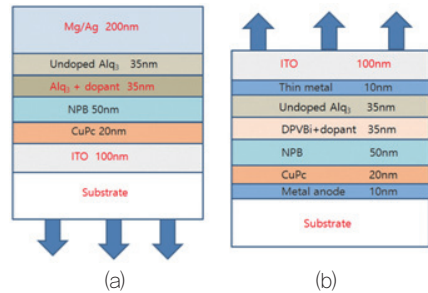 Mg/Ag 200nm
Undoped Alq₃ 35nm
Alq₃ + dopant 35nm
NPB 50nm
CuPc 20nm
ITO 100nm
Substrate
(a)
ITO 100nm
Thin metal 10nm
Undoped Alq₃ 35nm
DPVBi+dopant 35nm
NPB 50nm
CuPc 20nm
Metal anode 10nm
Substrate
(b)